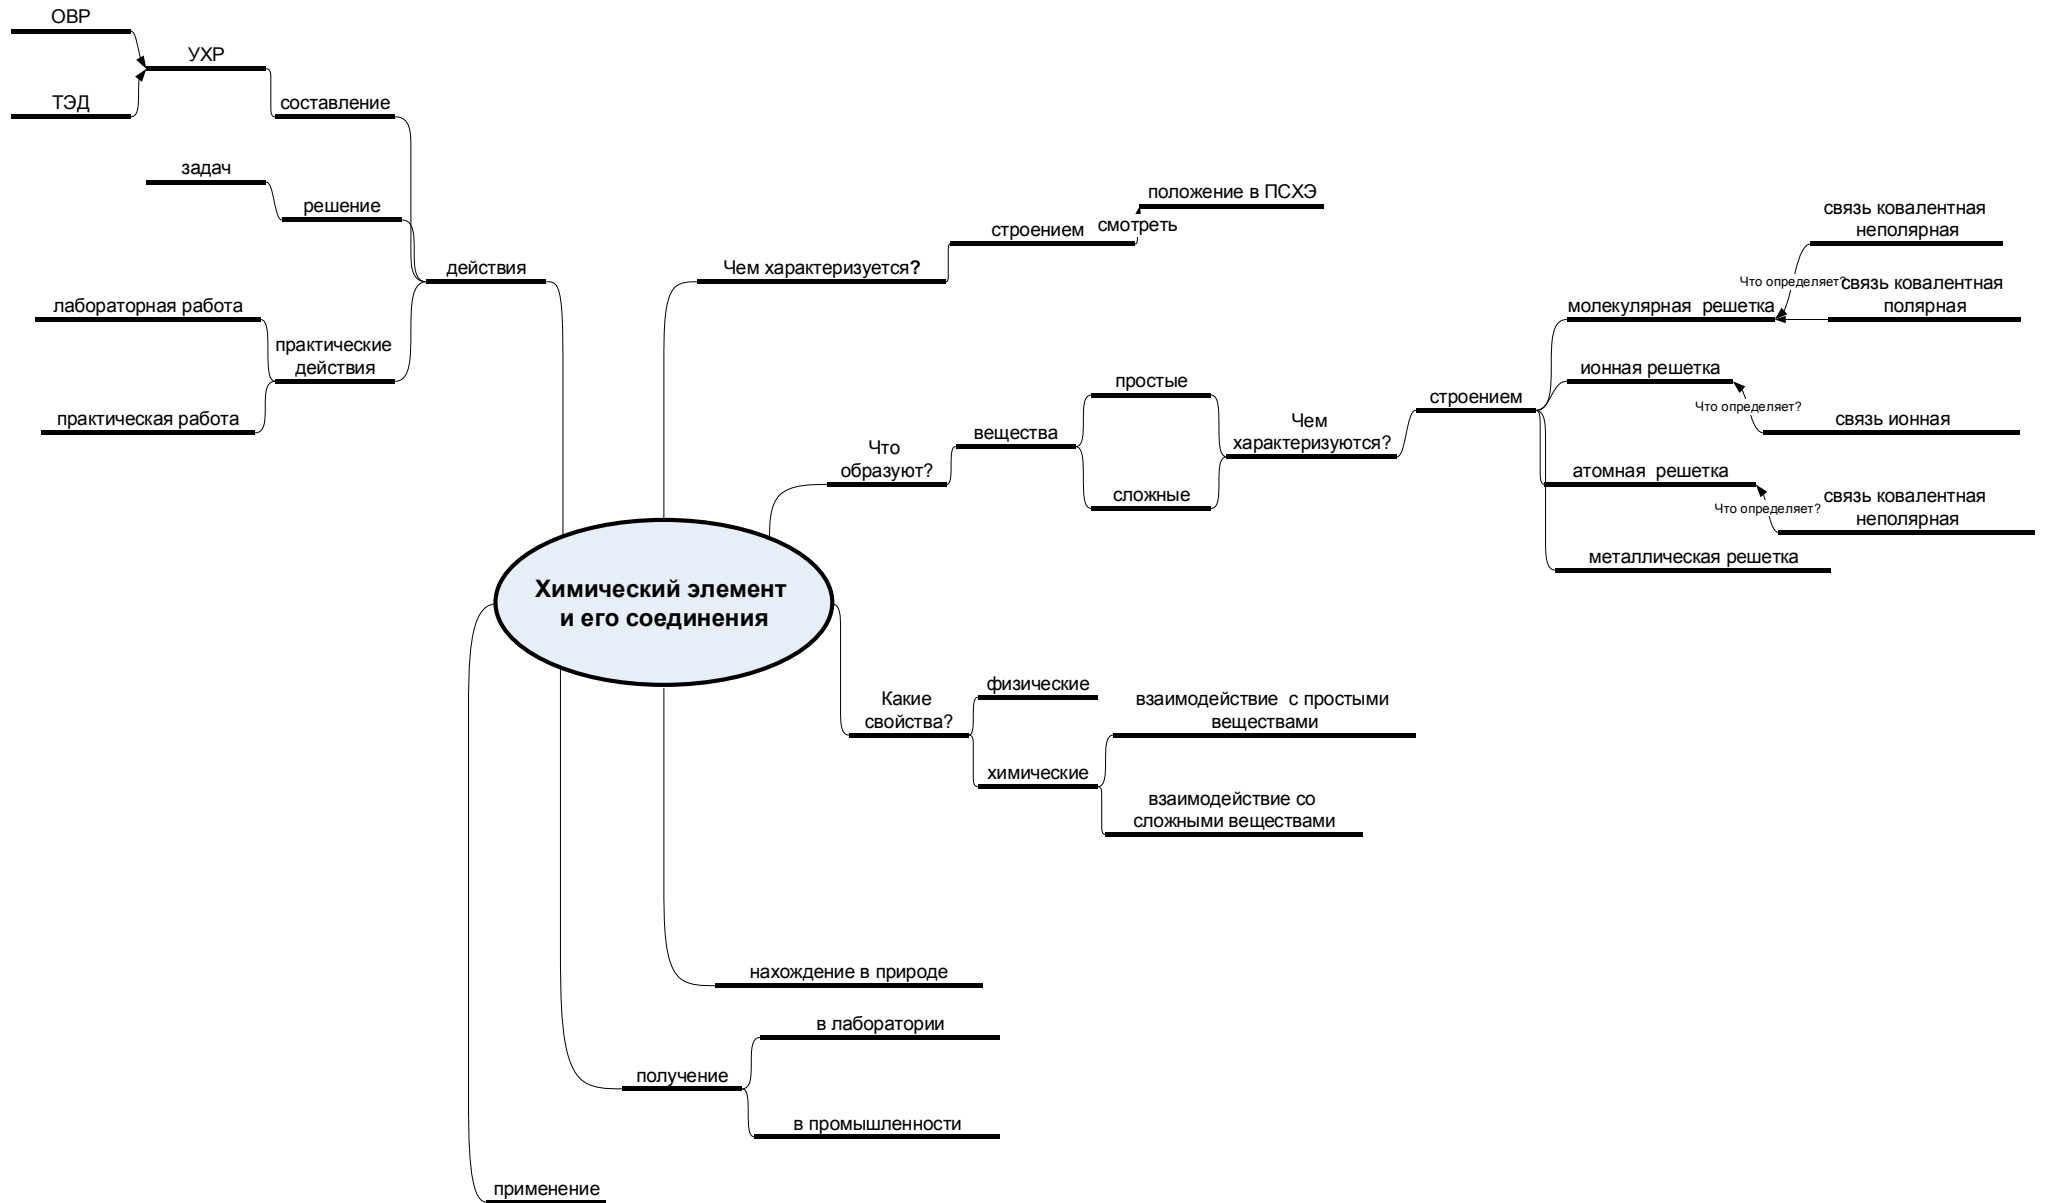 ОВР
УХР
ТЭД
составление
задач
решение
действия
лабораторная работа
практические
действия
практическая работа
Чем характеризуется?
строением
смотреть
положение в ПСХЭ
Что
образуют?
вещества
простые
сложные
Чем
характеризуются?
строением
молекулярная  решетка
Что определяет?
связь ковалентная
неполярная
связь ковалентная
полярная
ионная решетка
Что определяет?
связь ионная
атомная  решетка
Что определяет?
связь ковалентная
неполярная
металлическая решетка
Химический элемент
и его соединения
Какие
свойства?
физические
химические
взаимодействие  с простыми
веществами
взаимодействие со
сложными веществами
нахождение в природе
получение
в лаборатории
в промышленности
применение